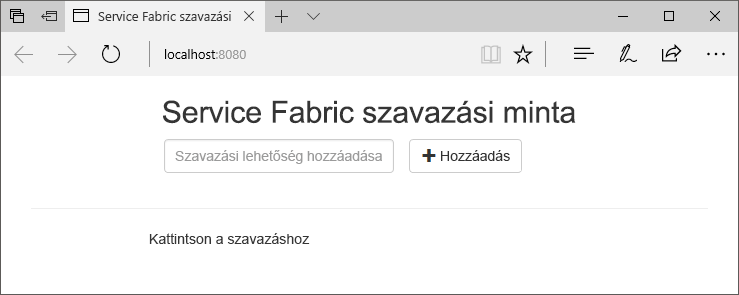 Service Fabric szavazási
localhost:8080
Service Fabric szavazási minta
Szavazási lehetőség hozzáadása
Hozzáadás
Kattintson a szavazáshoz